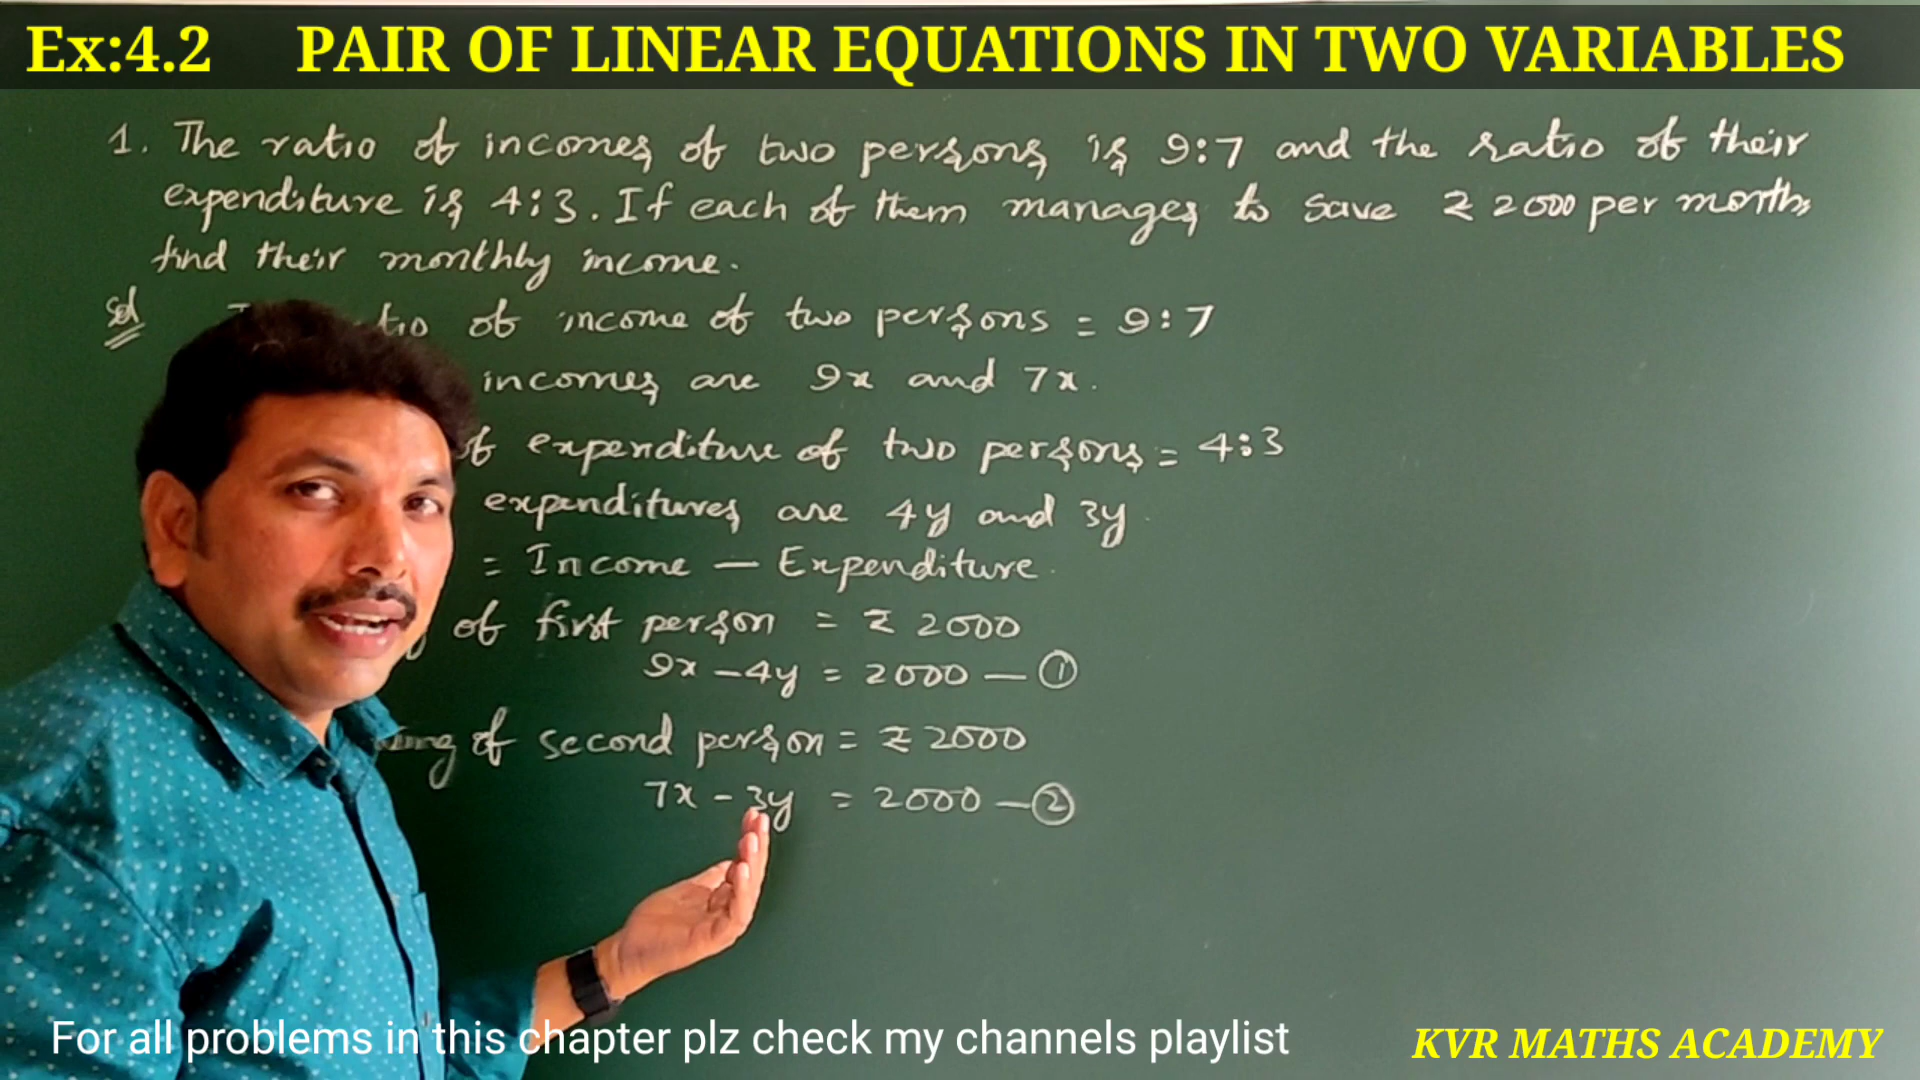 Ex:4.2 PAIR OF LINEAR EQUATIONS IN TWO VARIABLES
1. The ratio of incomes of two persons is 9:7 and the ratio of their
expenditure is 4:3. If each of them manages to save ₹ 2000 per month,
find their monthly income.
Sol of income of two persons = 9:7
incomes are 9x and 7x.
of expenditure of two persons = 4:3
expenditures are 4y and 3y.
= Income — Expenditure.
of first person = ₹ 2000
9x - 4y = 2000 — ①
of second person = ₹ 2000
7x - 3y = 2000 — ②
For all problems in this chapter plz check my channels playlist
KVR MATHS ACADEMY